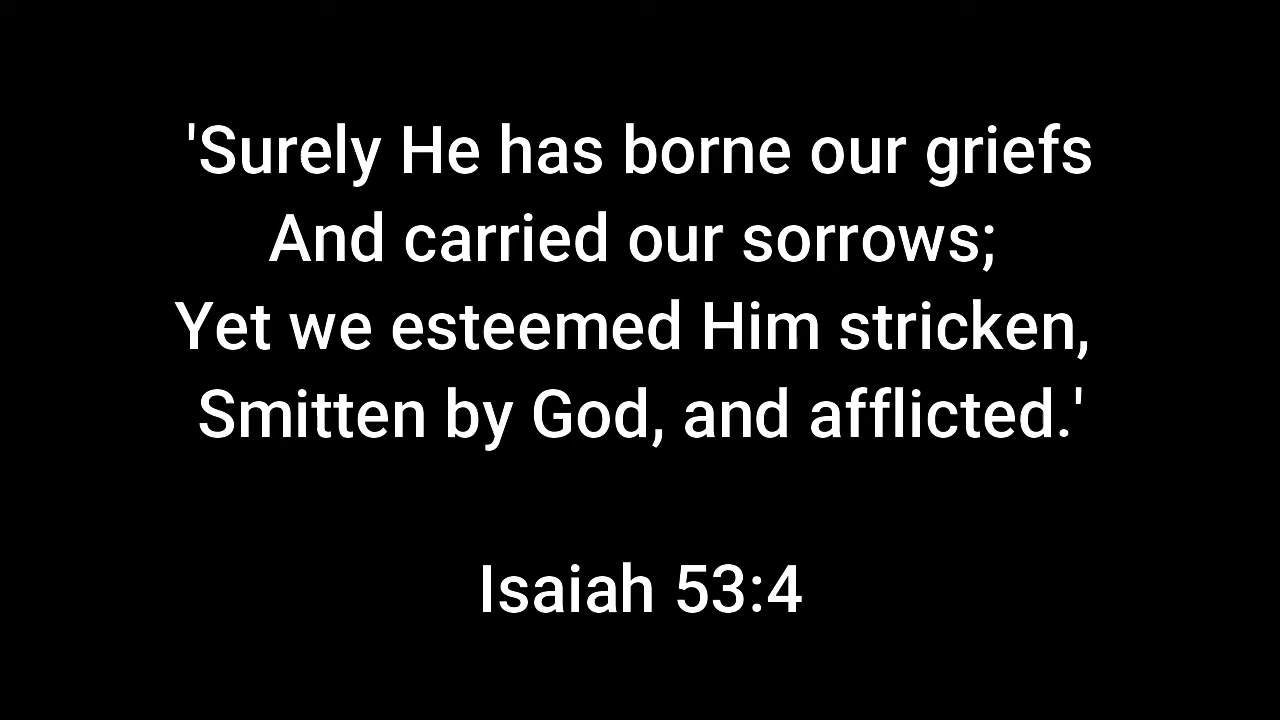 'Surely He has borne our griefs
And carried our sorrows;
Yet we esteemed Him stricken,
Smitten by God, and afflicted.'
Isaiah 53:4